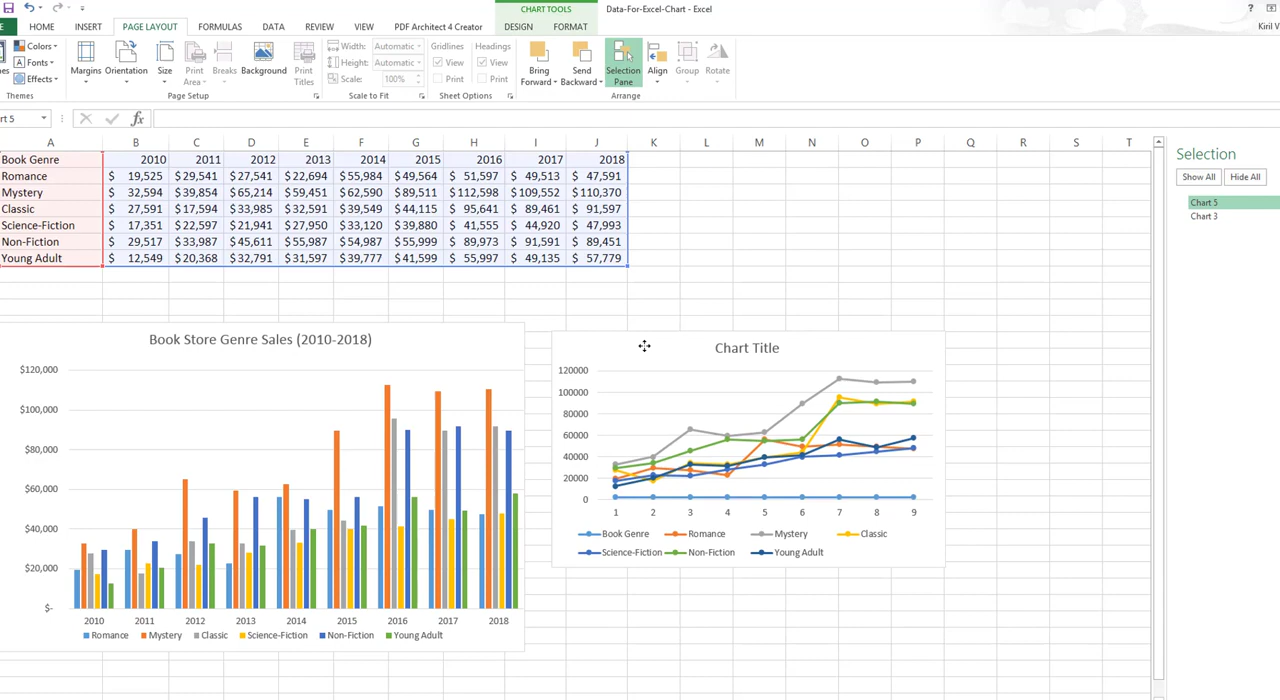 CHART TOOLS
Data-For-Excel-Chart - Excel
?
HOME INSERT PAGE LAYOUT FORMULAS DATA REVIEW VIEW PDF Architect 4 Creator DESIGN FORMAT
Kiril V
Colors
Fonts
Effects
Themes
Margins Orientation Size Print Area Breaks Background Print Titles
Page Setup
Width: Automatic
Height: Automatic
Scale: 100%
Scale to Fit
Gridlines Headings
View View
Print Print
Sheet Options
Bring Forward Send Backward Selection Pane Align Group Rotate
Arrange
rt 5
fx
A B C D E F G H I J K L M N O P Q R S T
Book Genre 2010 2011 2012 2013 2014 2015 2016 2017 2018
Romance $ 19,525 $29,541 $27,541 $22,694 $55,984 $49,564 $ 51,597 $ 49,513 $ 47,591
Mystery $ 32,594 $39,854 $65,214 $59,451 $62,590 $89,511 $112,598 $109,552 $110,370
Classic $ 27,591 $17,594 $33,985 $32,591 $39,549 $44,115 $ 95,641 $ 89,461 $ 91,597
Science-Fiction $ 17,351 $22,597 $21,941 $27,950 $33,120 $39,880 $ 41,555 $ 44,920 $ 47,993
Non-Fiction $ 29,517 $33,987 $45,611 $55,987 $54,987 $55,999 $ 89,973 $ 91,591 $ 89,451
Young Adult $ 12,549 $20,368 $32,791 $31,597 $39,777 $41,599 $ 55,997 $ 49,135 $ 57,779
Selection
Show All Hide All
Chart 5
Chart 3
Book Store Genre Sales (2010-2018)
$120,000
$100,000
$80,000
$60,000
$40,000
$20,000
$-
2010 2011 2012 2013 2014 2015 2016 2017 2018
Romance Mystery Classic Science-Fiction Non-Fiction Young Adult
Chart Title
120000
100000
80000
60000
40000
20000
0
1 2 3 4 5 6 7 8 9
Book Genre Romance Mystery Classic
Science-Fiction Non-Fiction Young Adult